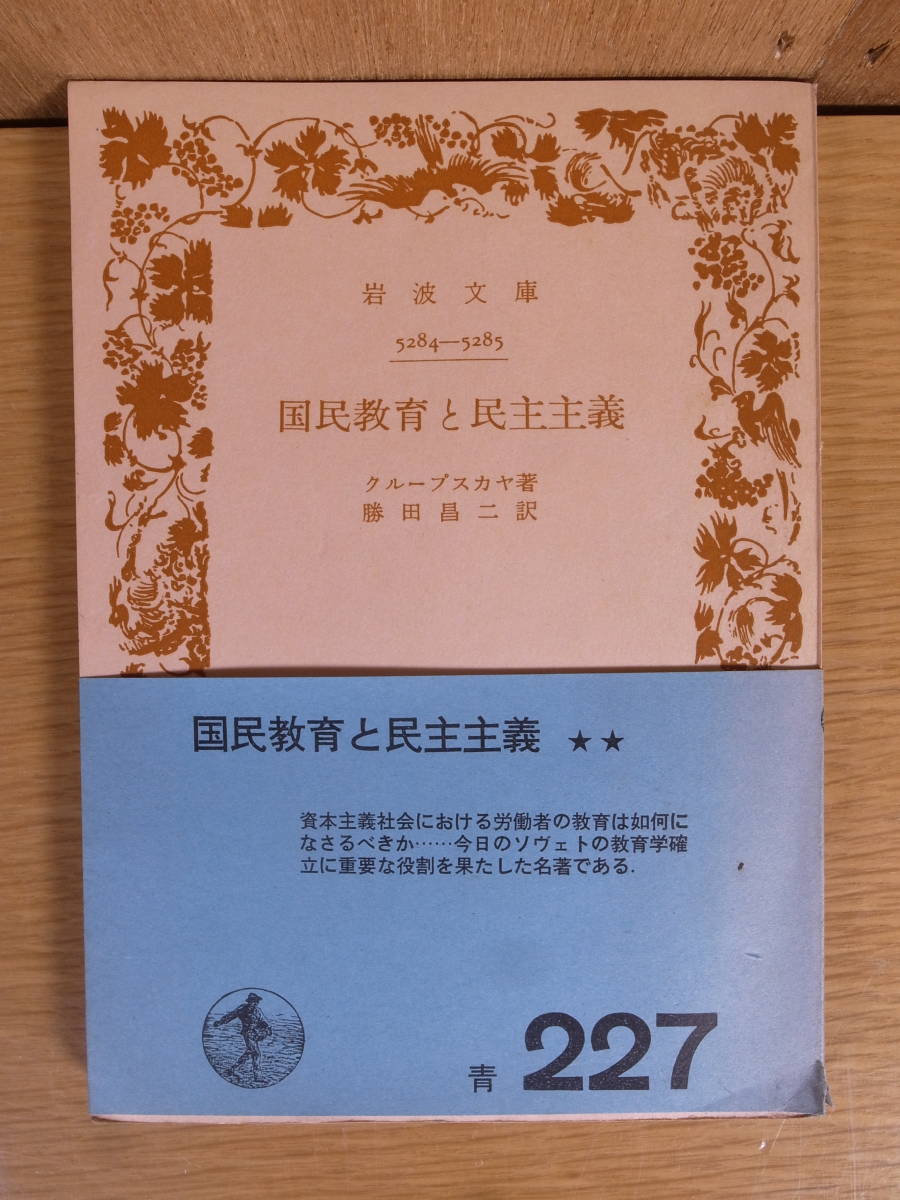 岩波文庫
5284—5285
国民教育と民主主義
クループスカヤ著
勝田昌二訳
国民教育と民主主義 ★★
資本主義社会における労働者の教育は如何に
なさるべきか……今日のソヴェトの教育学確
立に重要な役割を果たした名著である.
青 227